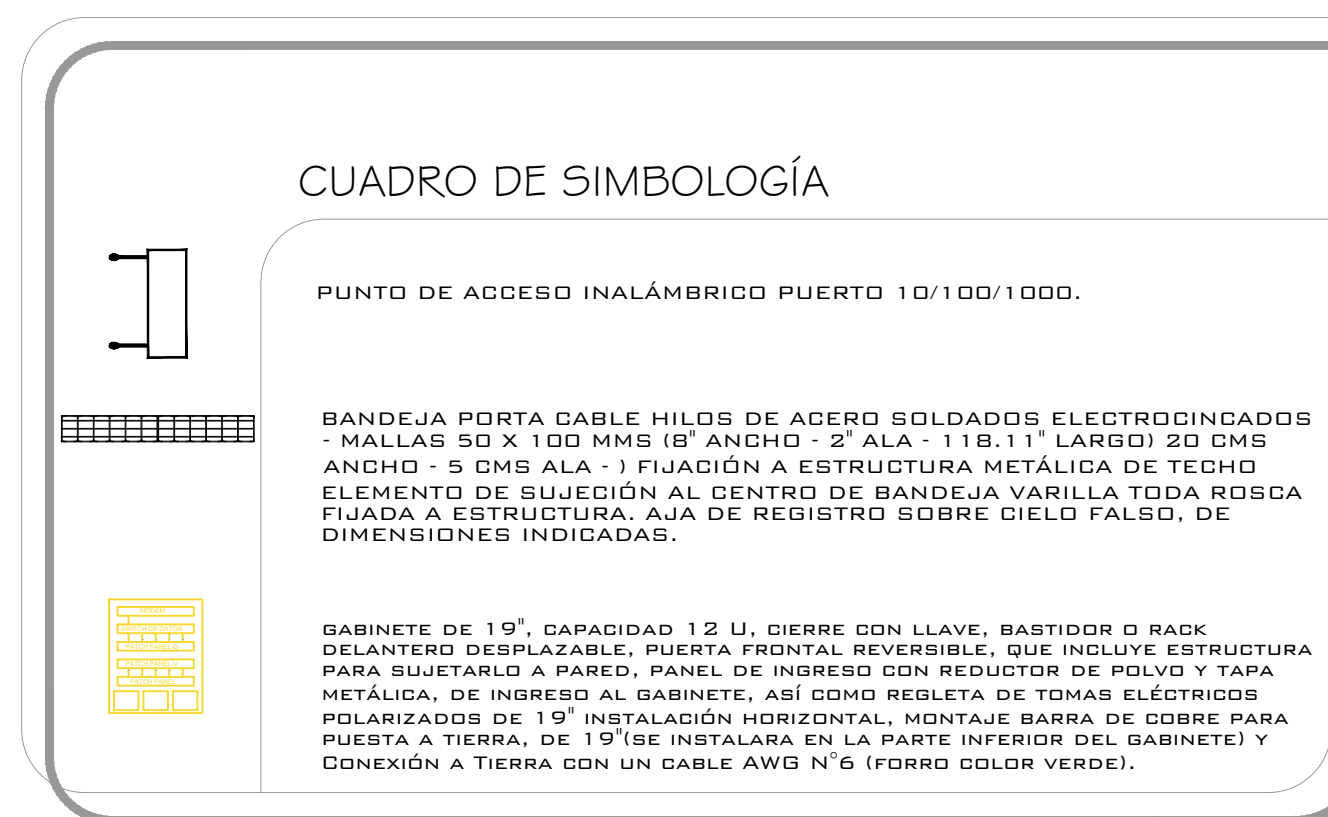 CUADRO DE SIMBOLOGÍA
PUNTO DE ACCESO INALÁMBRICO PUERTO 10/100/1000.
BANDEJA PORTA CABLE HILOS DE ACERO SOLDADOS ELECTROCINCADOS
- MALLAS 50 X 100 MMS (8" ANCHO - 2" ALA - 118.11" LARGO) 20 CMS
ANCHO - 5 CMS ALA - ) FIJACIÓN A ESTRUCTURA METÁLICA DE TECHO
ELEMENTO DE SUJECIÓN AL CENTRO DE BANDEJA VARILLA TODA ROSCA
FIJADA A ESTRUCTURA. AJA DE REGISTRO SOBRE CIELO FALSO, DE
DIMENSIONES INDICADAS.
MODEM
SWITCH DE DATOS
PATCH PANEL-D
PATCH PANEL-V
PATCH PANEL
GABINETE DE 19", CAPACIDAD 12 U, CIERRE CON LLAVE, BASTIDOR O RACK
DELANTERO DESPLAZABLE, PUERTA FRONTAL REVERSIBLE, QUE INCLUYE ESTRUCTURA
PARA SUJETARLO A PARED, PANEL DE INGRESO CON REDUCTOR DE POLVO Y TAPA
METÁLICA, DE INGRESO AL GABINETE, ASÍ COMO REGLETA DE TOMAS ELÉCTRICOS
POLARIZADOS DE 19" INSTALACIÓN HORIZONTAL, MONTAJE BARRA DE COBRE PARA
PUESTA A TIERRA, DE 19"(SE INSTALARA EN LA PARTE INFERIOR DEL GABINETE) Y
CONEXIÓN A TIERRA CON UN CABLE AWG N°6 (FORRO COLOR VERDE).